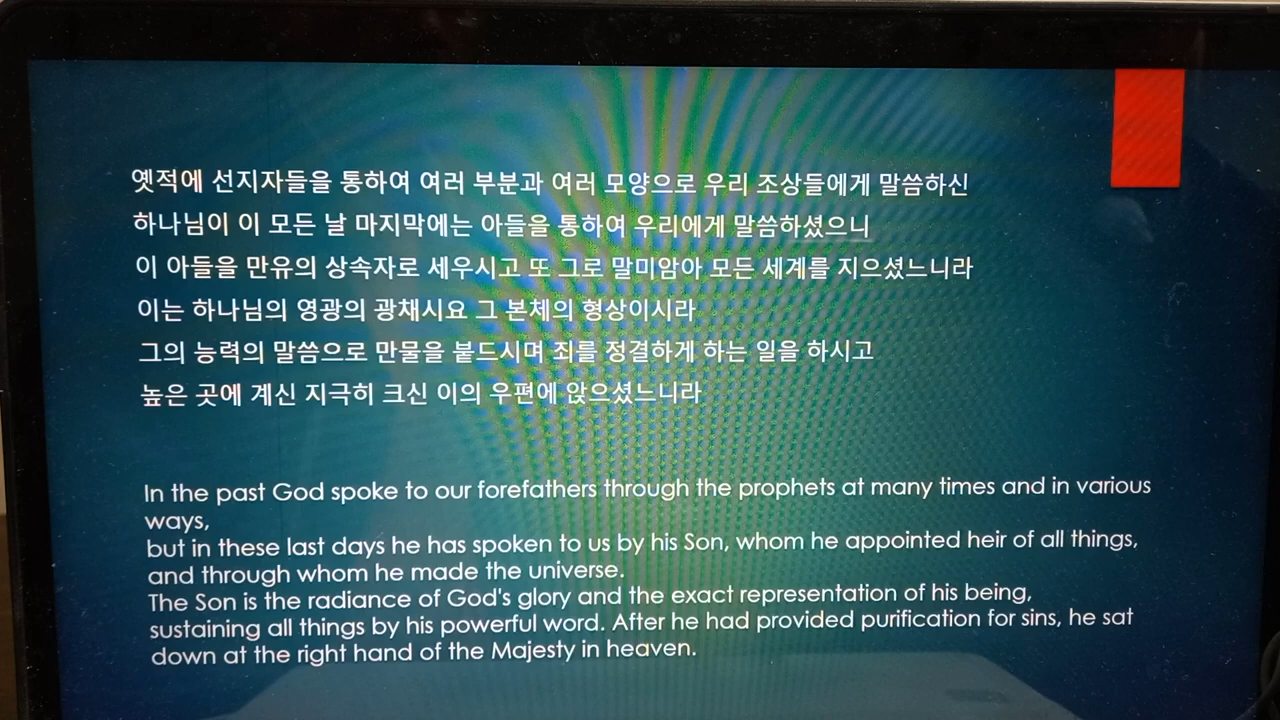 옛적에 선지자들을 통하여 여러 부분과 여러 모양으로 우리 조상들에게 말씀하신
하나님이 이 모든 날 마지막에는 아들을 통하여 우리에게 말씀하셨으니
이 아들을 만유의 상속자로 세우시고 또 그로 말미암아 모든 세계를 지으셨느니라
이는 하나님의 영광의 광채시요 그 본체의 형상이시라
그의 능력의 말씀으로 만물을 붙드시며 죄를 정결하게 하는 일을 하시고
높은 곳에 계신 지극히 크신 이의 우편에 앉으셨느니라
In the past God spoke to our forefathers through the prophets at many times and in various
ways,
but in these last days he has spoken to us by his Son, whom he appointed heir of all things,
and through whom he made the universe.
The Son is the radiance of God's glory and the exact representation of his being,
sustaining all things by his powerful word. After he had provided purification for sins, he sat
down at the right hand of the Majesty in heaven.